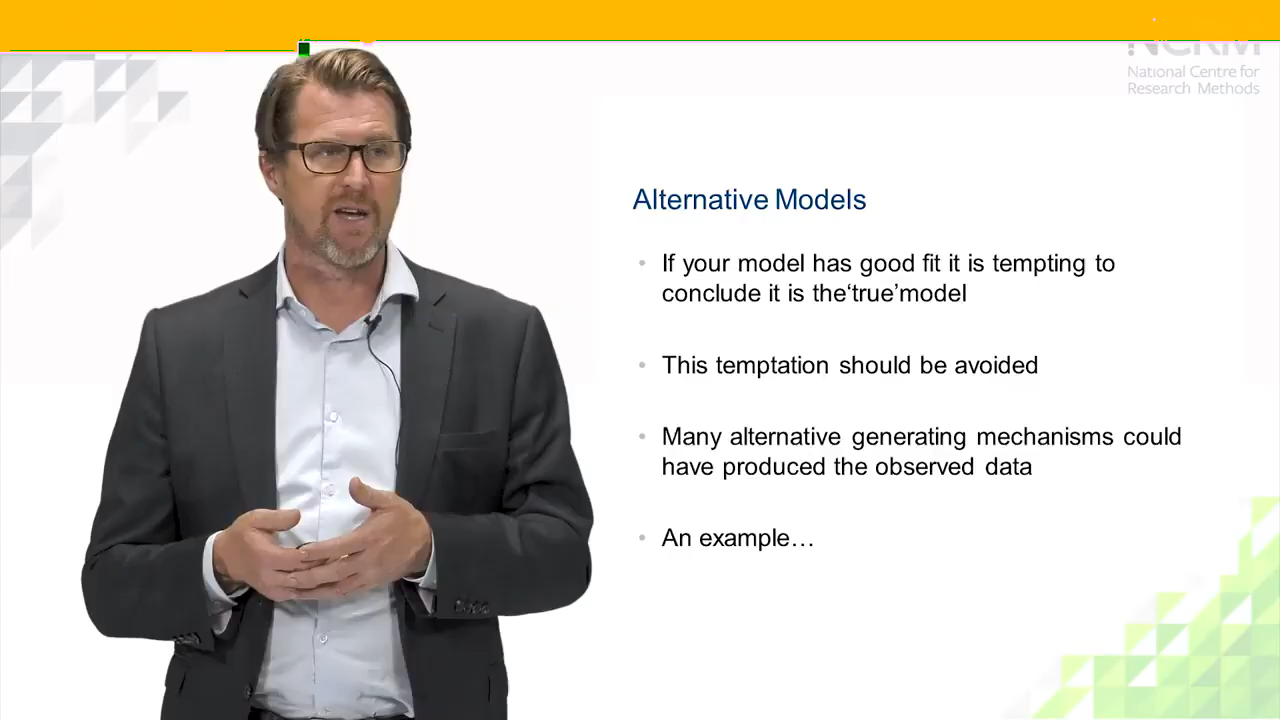 NCRM
National Centre for
Research Methods
Alternative Models
• If your model has good fit it is tempting to
conclude it is the‘true’model
• This temptation should be avoided
• Many alternative generating mechanisms could
have produced the observed data
• An example…